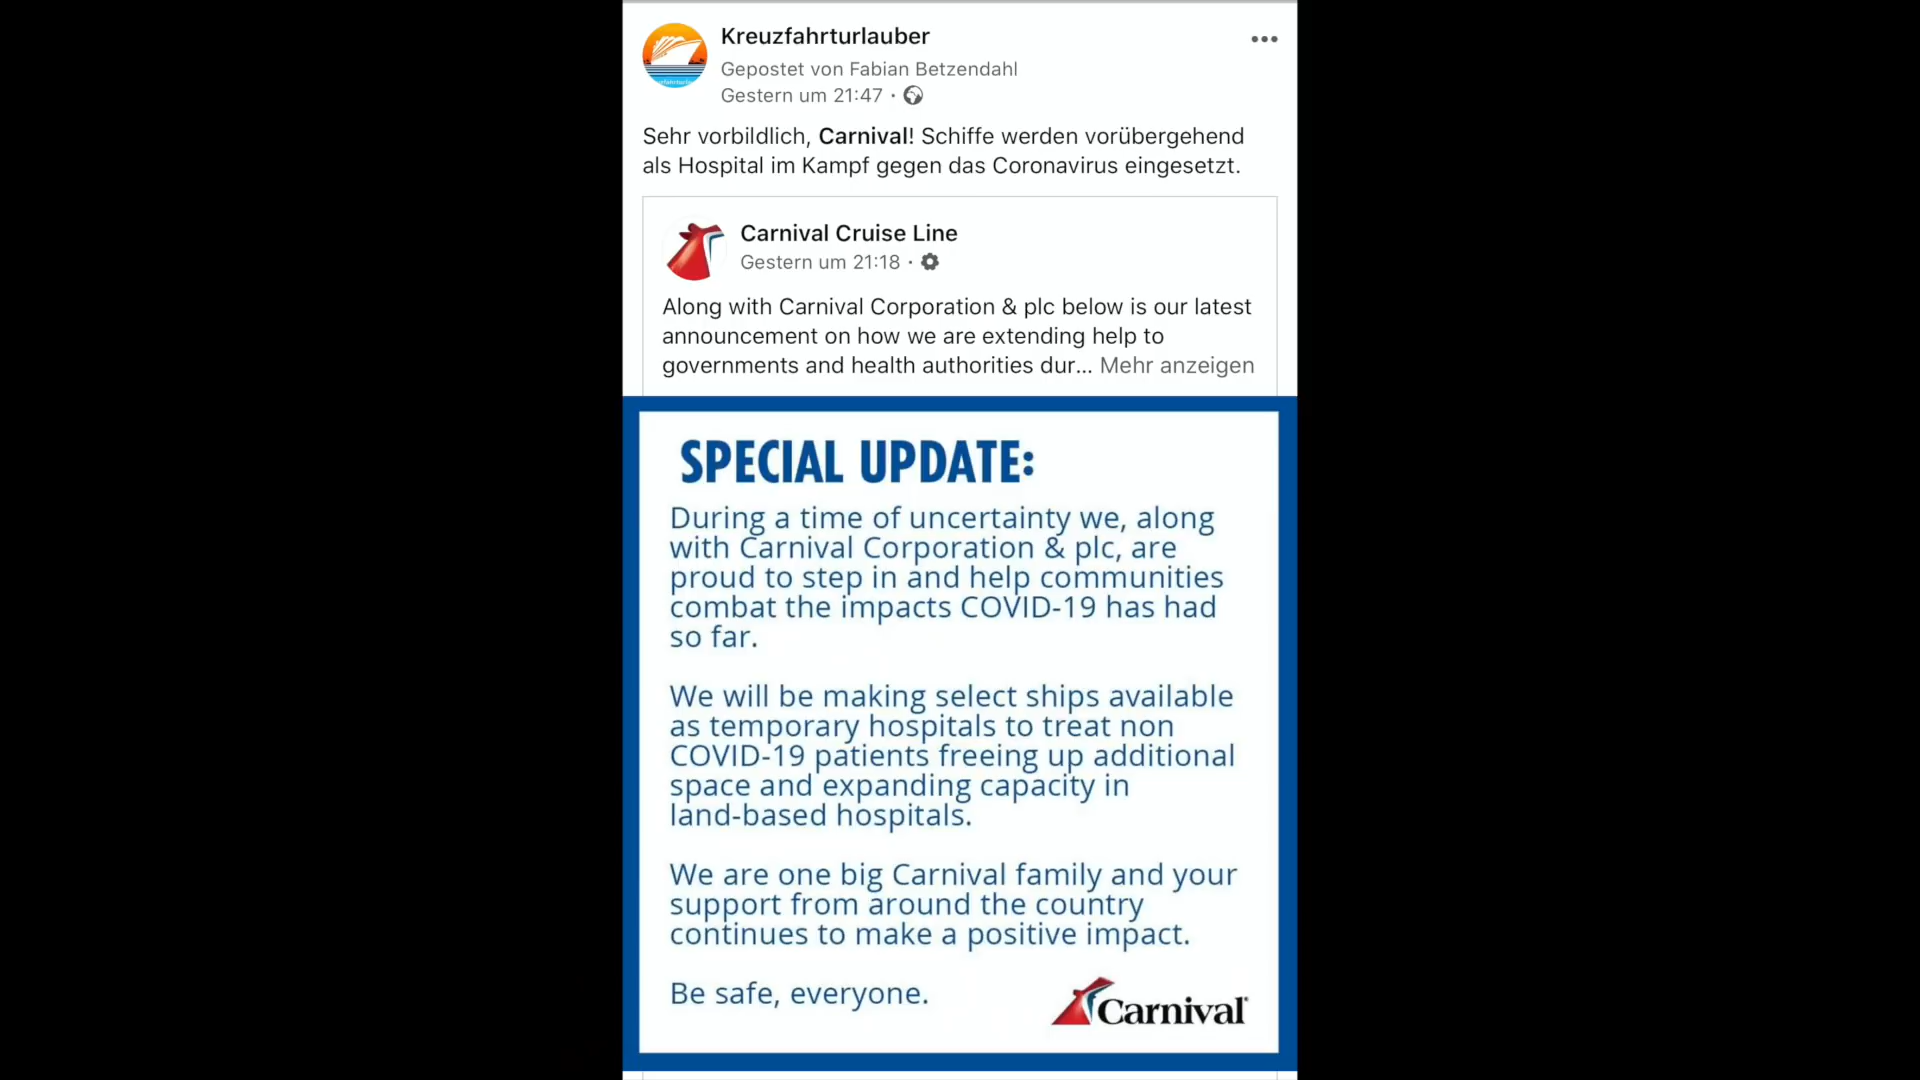 Kreuzfahrturlauber
Gepostet von Fabian Betzendahl
Gestern um 21:47 ·
Sehr vorbildlich, Carnival! Schiffe werden vorübergehend
als Hospital im Kampf gegen das Coronavirus eingesetzt.
Carnival Cruise Line
Gestern um 21:18 ·
Along with Carnival Corporation & plc below is our latest
announcement on how we are extending help to
governments and health authorities dur... Mehr anzeigen
SPECIAL UPDATE:
During a time of uncertainty we, along
with Carnival Corporation & plc, are
proud to step in and help communities
combat the impacts COVID-19 has had
so far.
We will be making select ships available
as temporary hospitals to treat non
COVID-19 patients freeing up additional
space and expanding capacity in
land-based hospitals.
We are one big Carnival family and your
support from around the country
continues to make a positive impact.
Be safe, everyone.
Carnival